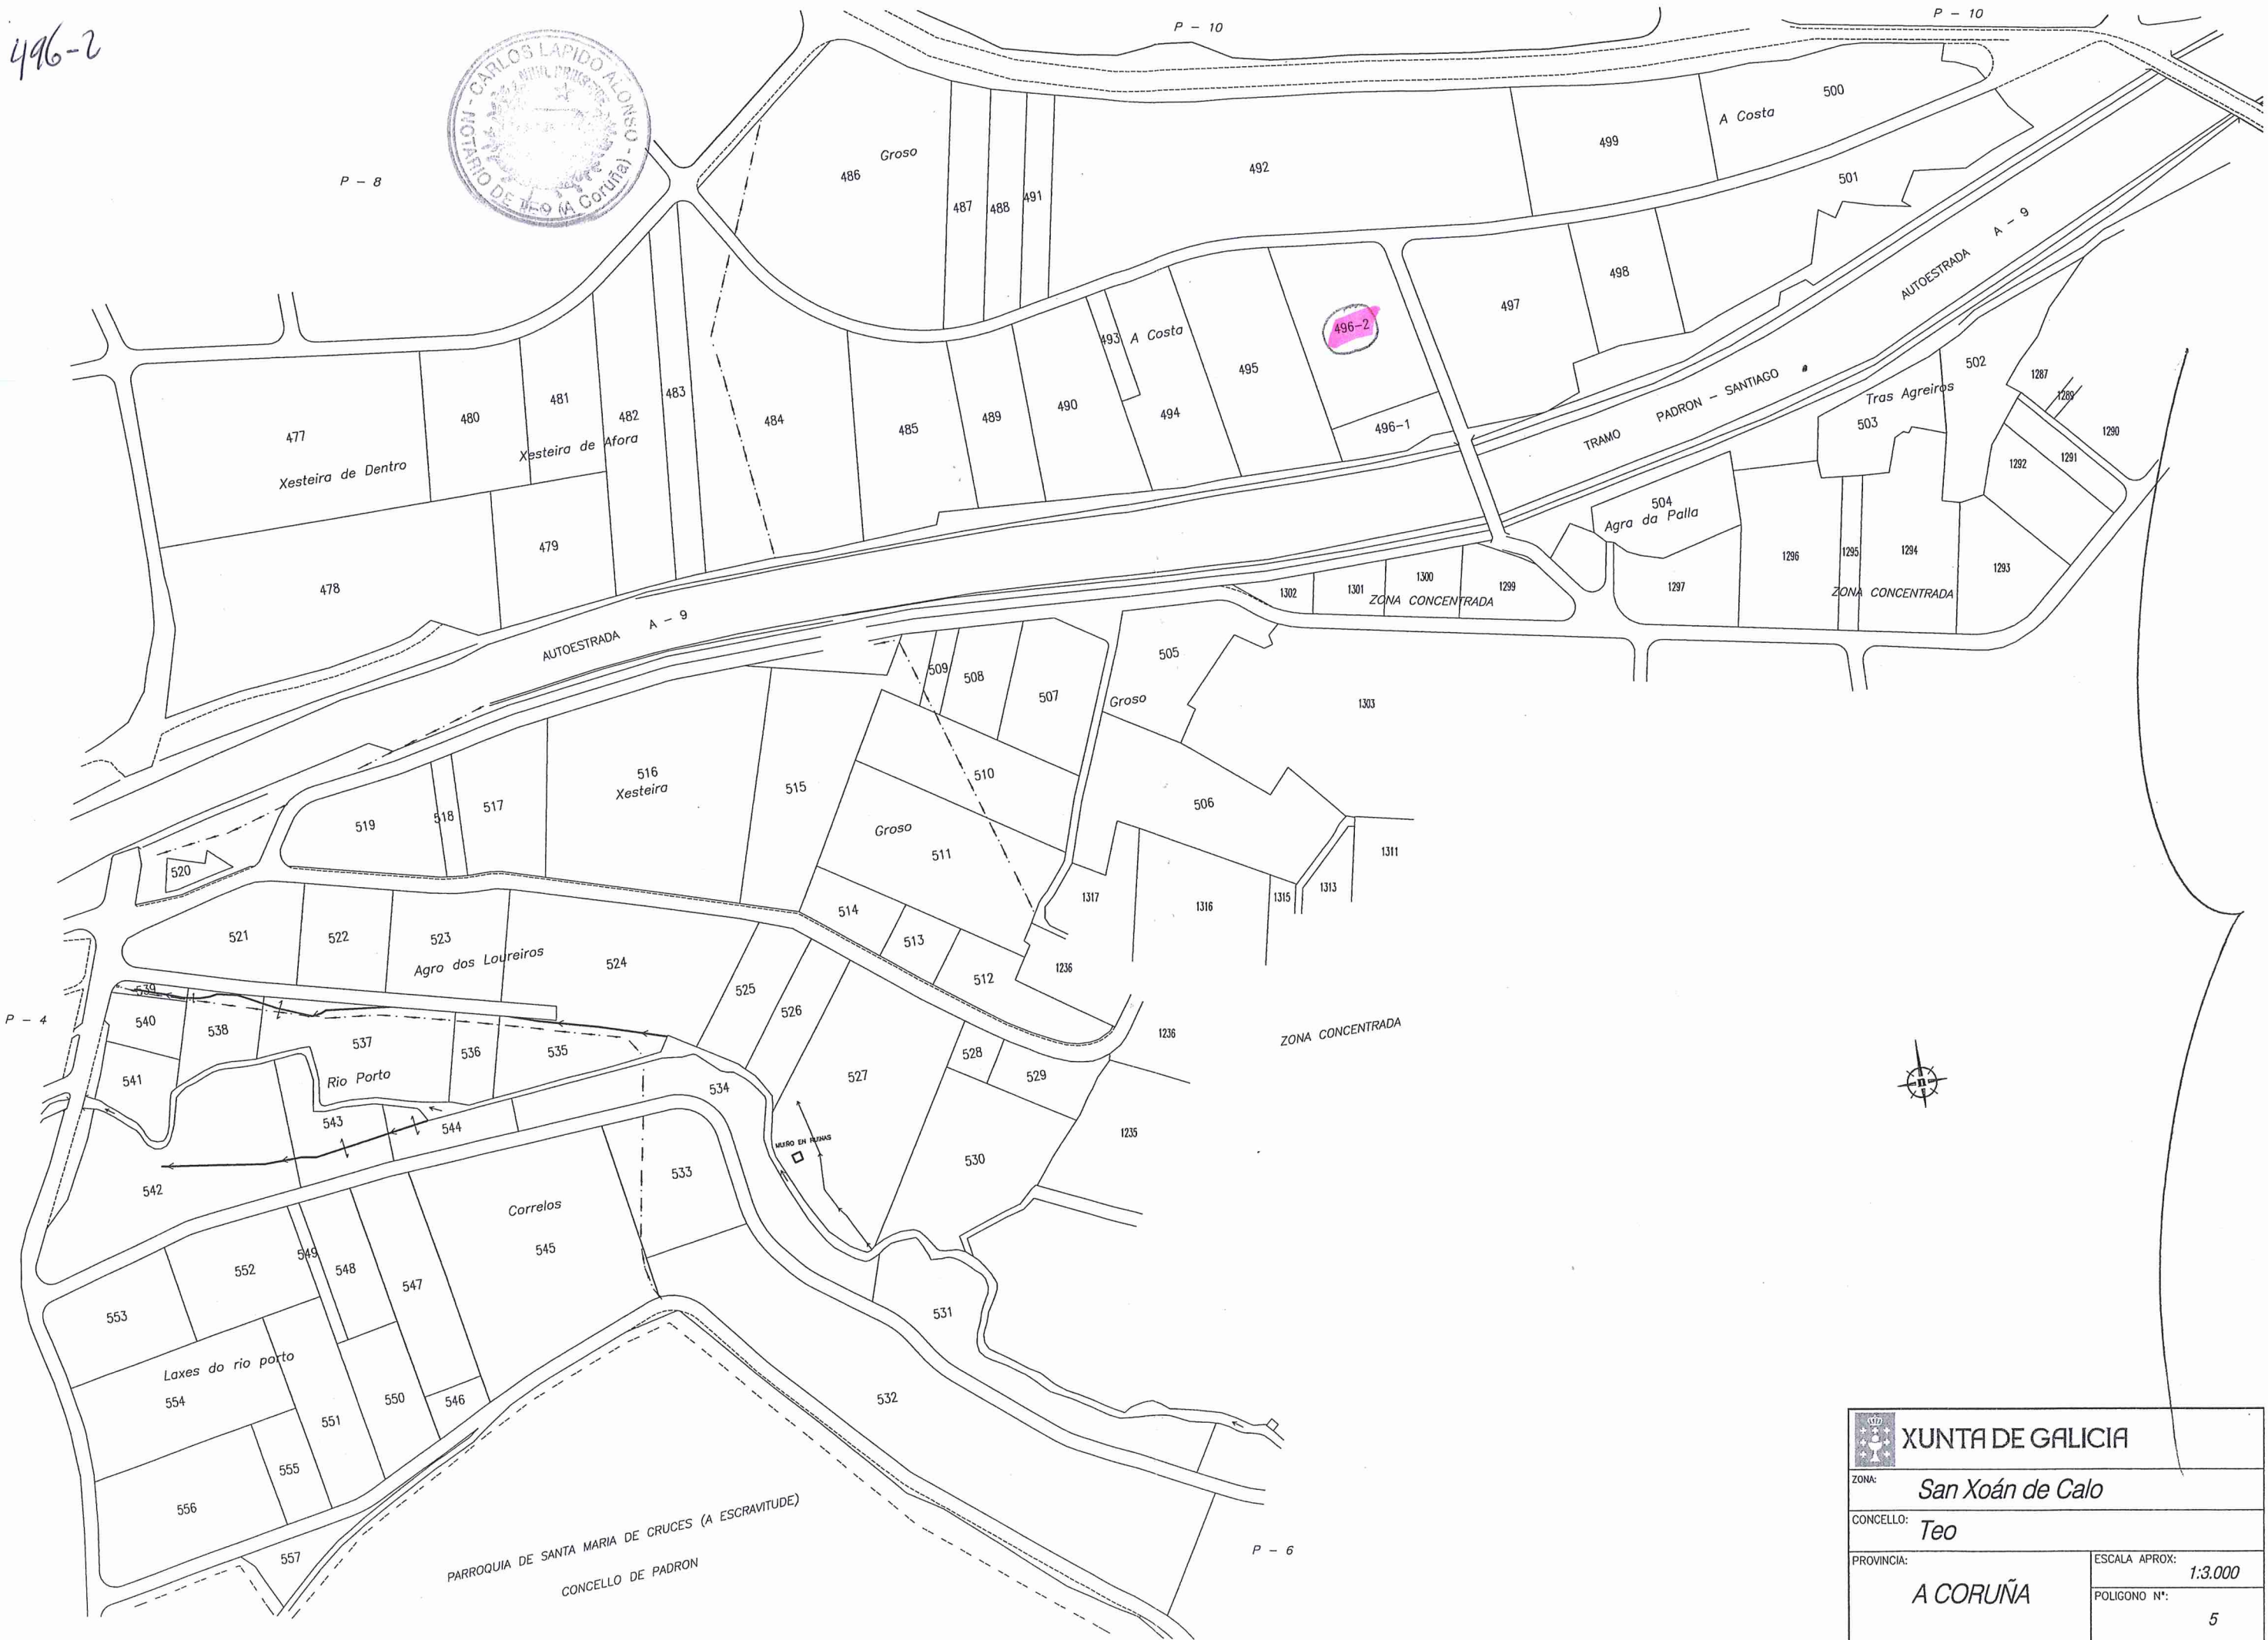 496-2
P - 10
P - 10
CARLOS LAPIDO ALONSO
NOTARIO DE TEO (A Coruña)
P - 8
Groso
486
487
488
491
492
499
A Costa
500
501
AUTOESTRADA A - 9
498
497
496-2
493
A Costa
495
494
496-1
490
489
485
484
483
482
481
480
477
Xesteira de Dentro
Xesteira de Afora
479
478
TRAMO PADRON - SANTIAGO
502
Tras Agreiros
503
1287
1289
1290
1291
1292
504
Agra da Palla
1296
1295
1294
1293
1297
ZONA CONCENTRADA
1302
1301
1300
1299
ZONA CONCENTRADA
AUTOESTRADA A - 9
509
508
507
505
Groso
1303
510
506
516
Xesteira
515
517
518
519
520
Groso
511
1311
1313
1315
1316
1317
514
513
512
1236
521
522
523
Agro dos Loureiros
524
525
526
P - 4
539
540
538
537
536
535
541
Rio Porto
534
527
528
529
1236
ZONA CONCENTRADA
n
543
544
542
533
MUIÑO EN RUINAS
530
1235
Correlos
545
549
548
547
552
553
531
Laxes do rio porto
554
551
550
546
532
555
556
557
PARROQUIA DE SANTA MARIA DE CRUCES (A ESCRAVITUDE)
CONCELLO DE PADRON
P - 6
XUNTA DE GALICIA
ZONA: San Xoán de Calo
CONCELLO: Teo
PROVINCIA: A CORUÑA
ESCALA APROX: 1:3.000
POLIGONO Nº: 5